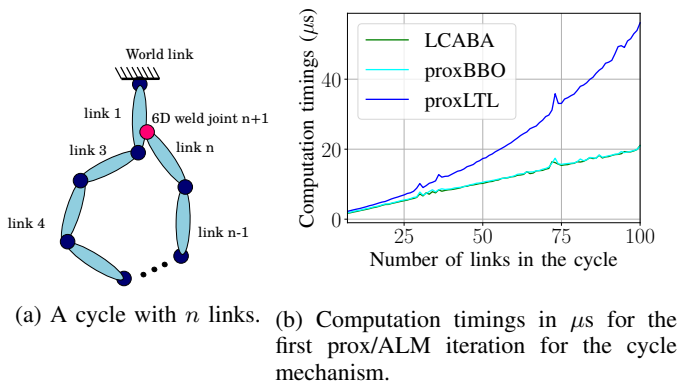 World link
link 1
6D weld joint n+1
link 3
link n
link 4
link n-1
(a) A cycle with n links.
Computation timings (μs)
LCABA
proxBBO
proxLTL
40
20
0
25
50
75
100
Number of links in the cycle
(b) Computation timings in μs for the
first prox/ALM iteration for the cycle
mechanism.